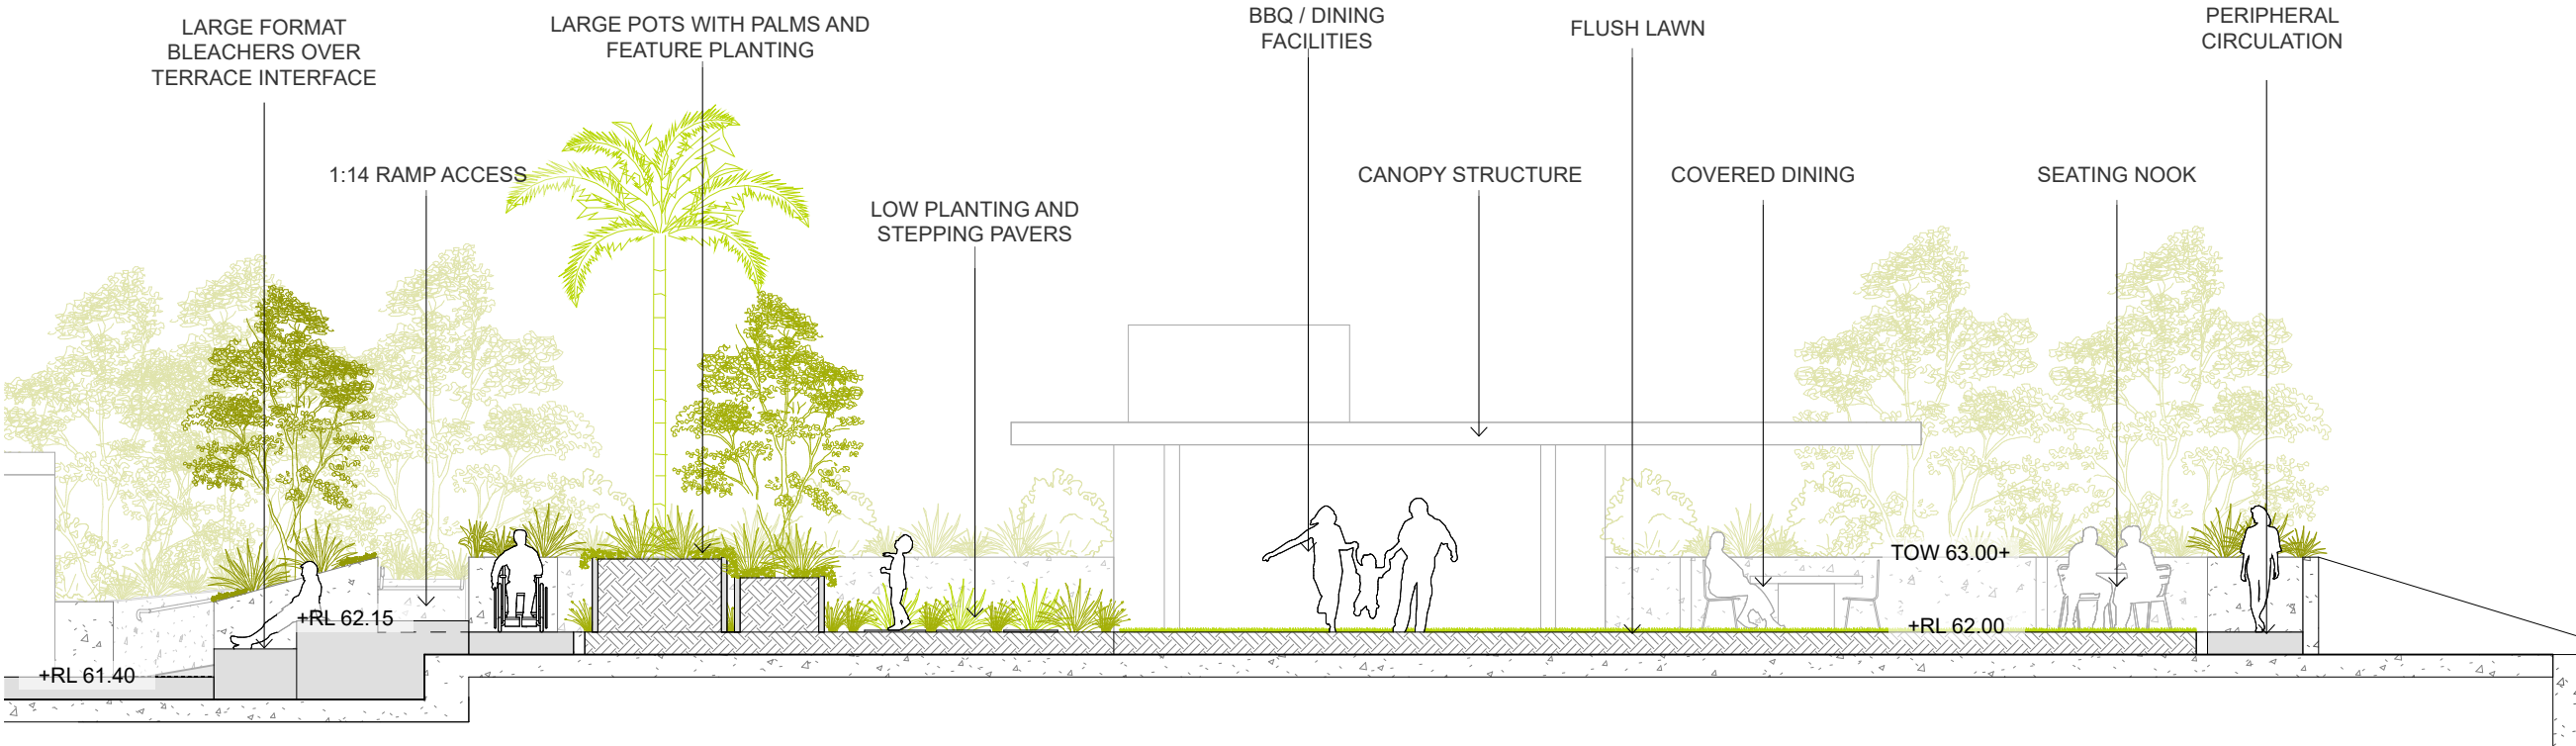 LARGE FORMAT
BLEACHERS OVER
TERRACE INTERFACE
LARGE POTS WITH PALMS AND
FEATURE PLANTING
BBQ / DINING
FACILITIES
FLUSH LAWN
PERIPHERAL
CIRCULATION
1:14 RAMP ACCESS
LOW PLANTING AND
STEPPING PAVERS
CANOPY STRUCTURE
COVERED DINING
SEATING NOOK
TOW 63.00+
+RL 62.15
+RL 62.00
+RL 61.40